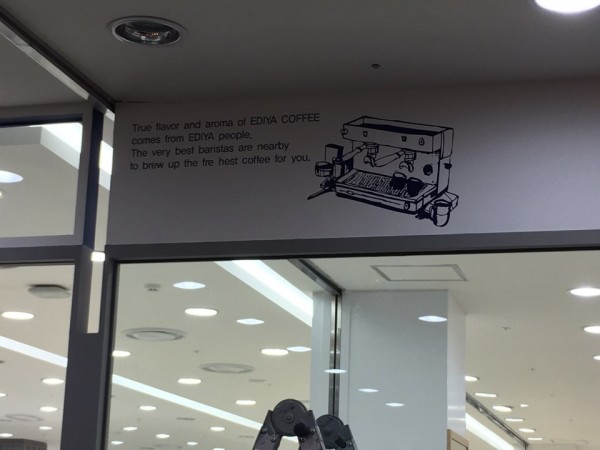 True flavor and aroma of EDIYA COFFEE
comes from EDIYA people.
The very best baristas are nearby
to brew up the fre hest coffee for you.